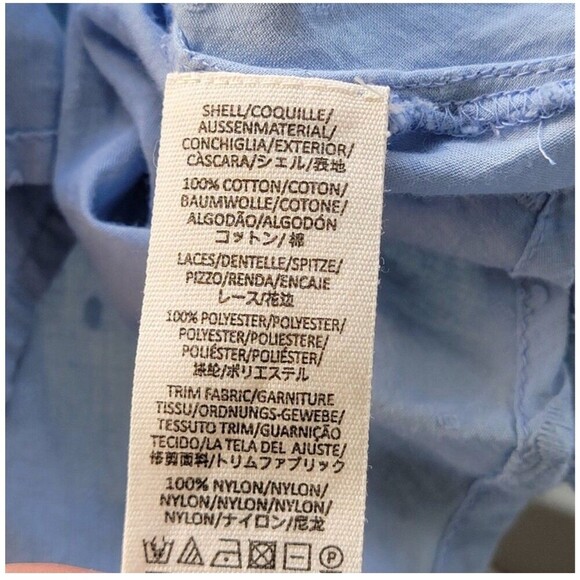 SHELL/COQUILLE/
AUSSENMATERIAL/
CONCHIGLIA/EXTERIOR/
CÀSCARA/シェル/表地
100% COTTON/COTON/
BAUMWOLLE/COTONE/
ALGODÃO/ALGODÓN
コットン/ 棉
LACES/DENTELLE/SPITZE/
PIZZO/RENDA/ENCAJE
レース/花边
100% POLYESTER/POLYESTER/
POLYESTER/POLIESTERE/
POLIÉSTER/POLIÉSTER/
涤纶/ポリエステル
TRIM FABRIC/GARNITURE
TISSU/ORDNUNGS-GEWEBE/
TESSUTO TRIM/GUARNIÇÃO
TECIDO/LA TELA DEL AJUSTE/
修剪面料/トリムファブリック
100% NYLON/NYLON/
NYLON/NYLON/NYLON/
NYLON/ナイロン/尼龙
P